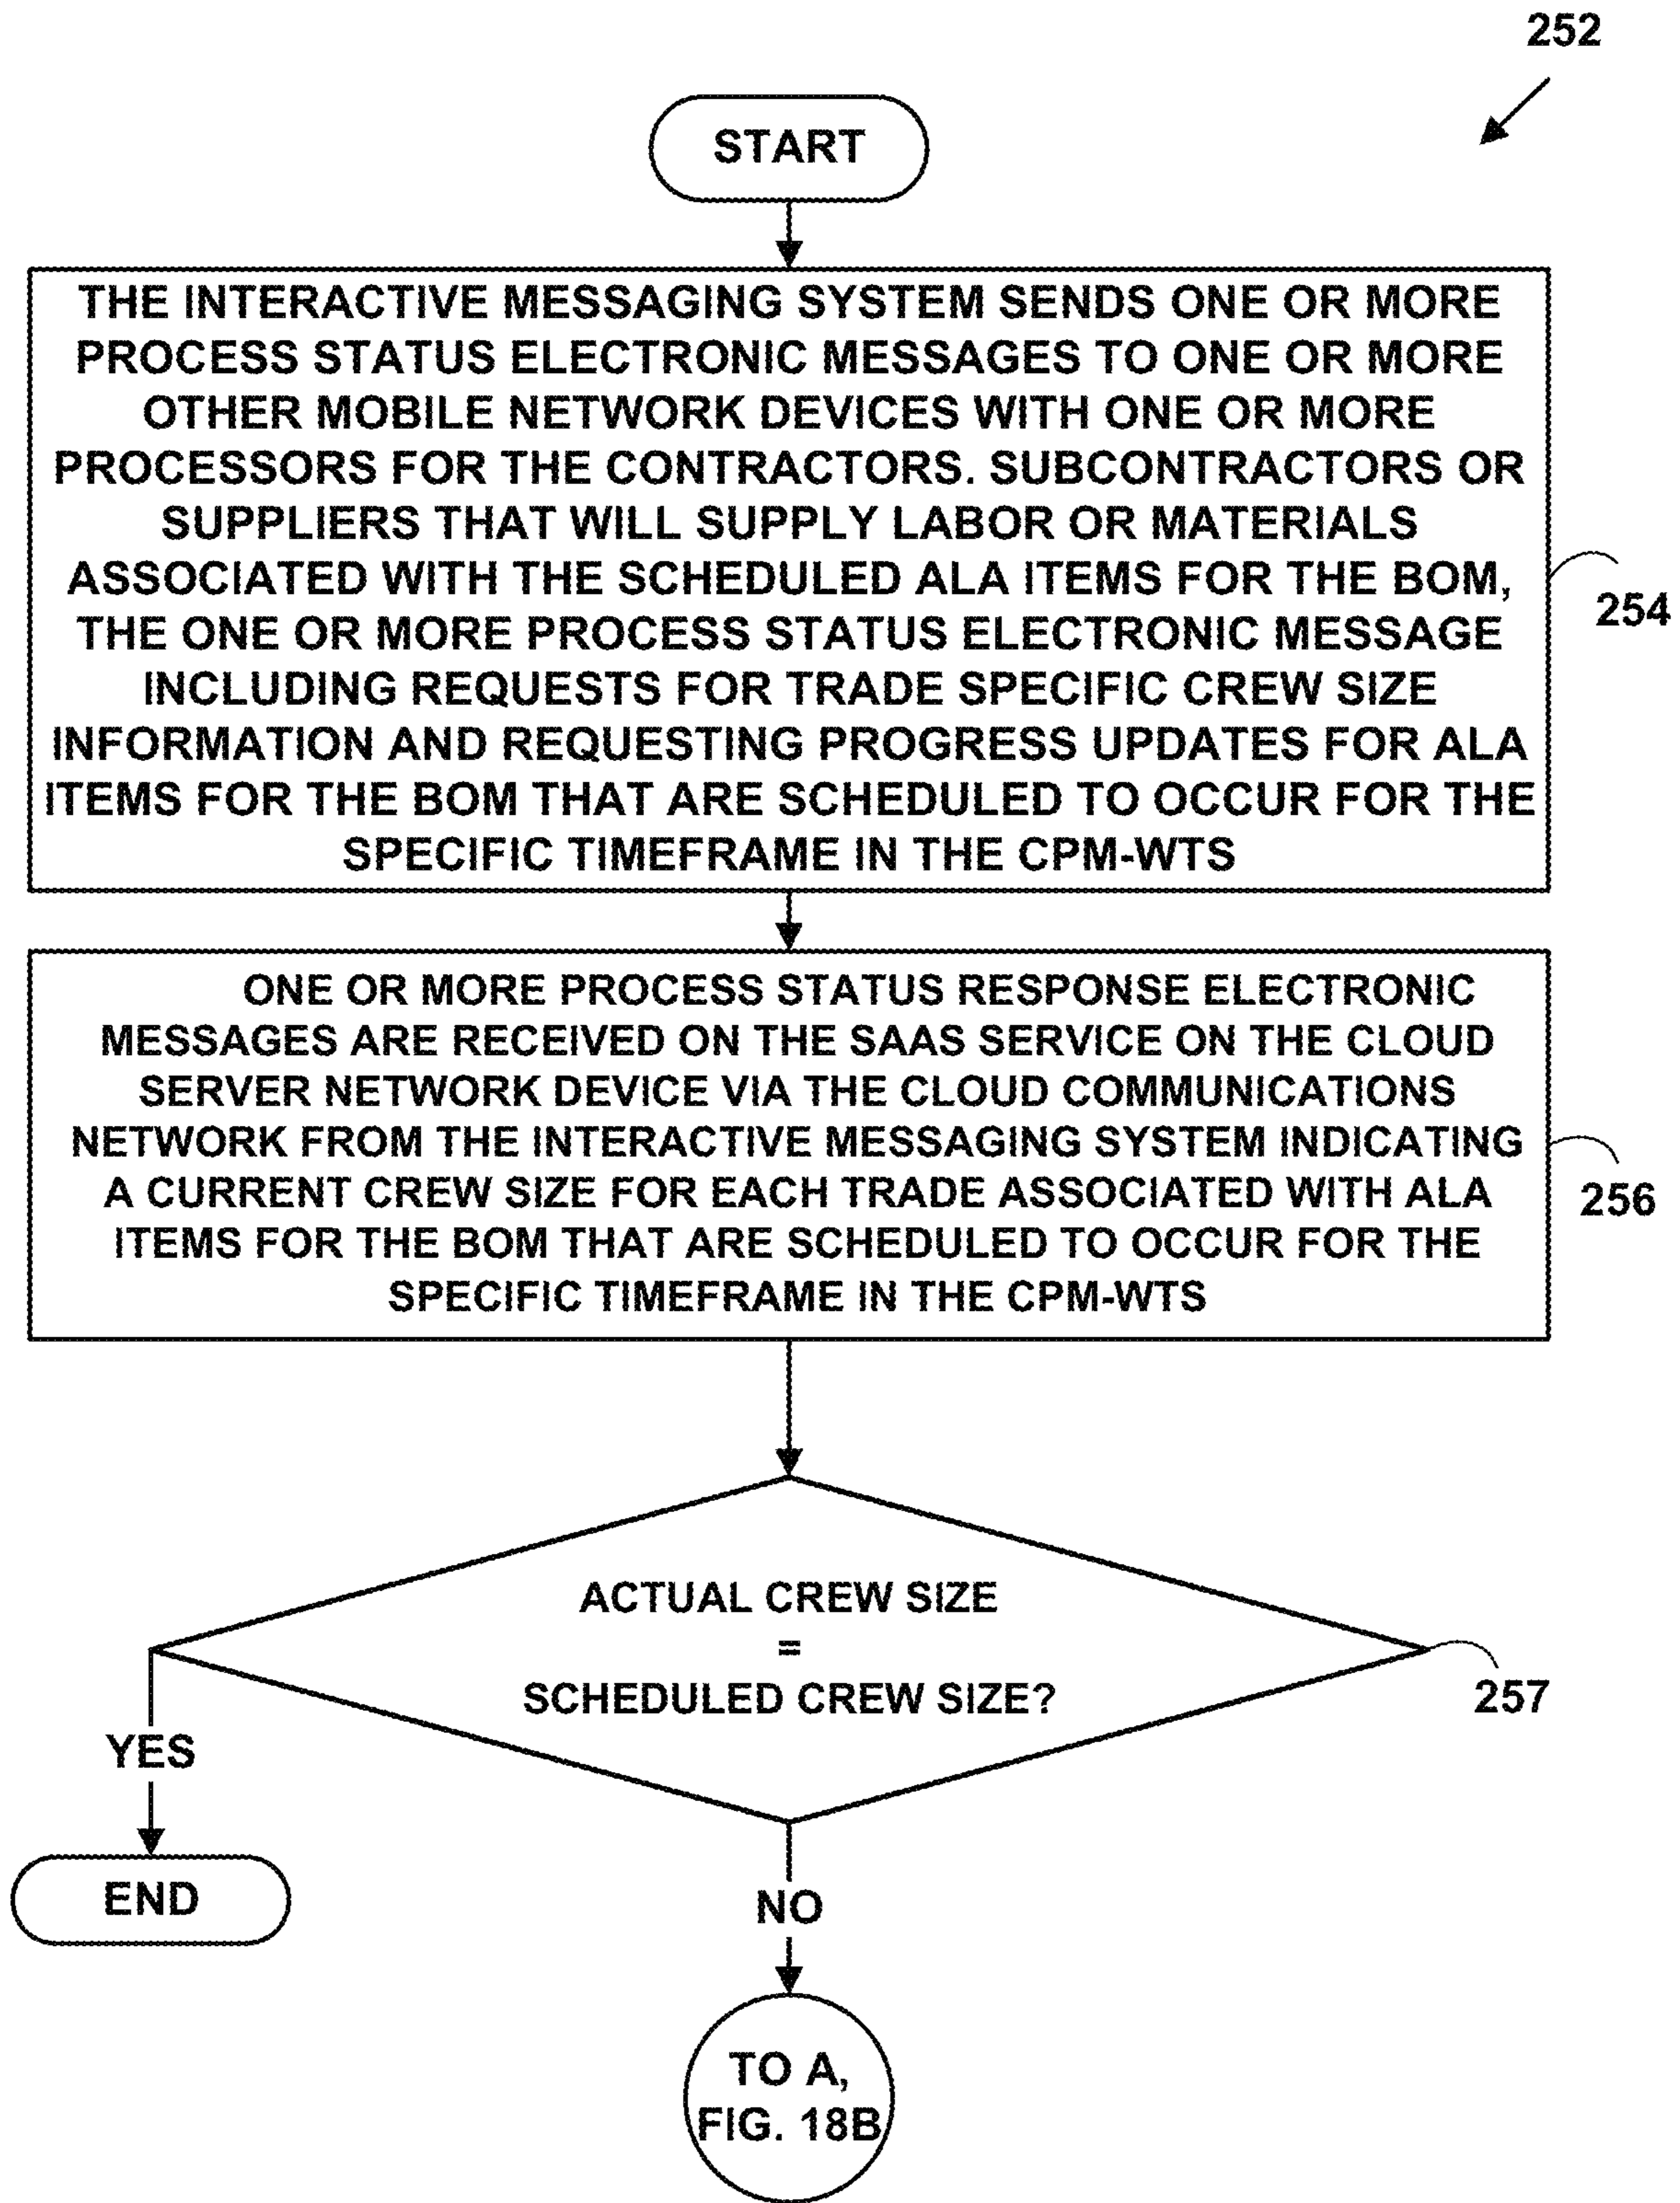 252
START
THE INTERACTIVE MESSAGING SYSTEM SENDS ONE OR MORE
PROCESS STATUS ELECTRONIC MESSAGES TO ONE OR MORE
OTHER MOBILE NETWORK DEVICES WITH ONE OR MORE
PROCESSORS FOR THE CONTRACTORS. SUBCONTRACTORS OR
SUPPLIERS THAT WILL SUPPLY LABOR OR MATERIALS
ASSOCIATED WITH THE SCHEDULED ALA ITEMS FOR THE BOM,
THE ONE OR MORE PROCESS STATUS ELECTRONIC MESSAGE
INCLUDING REQUESTS FOR TRADE SPECIFIC CREW SIZE
INFORMATION AND REQUESTING PROGRESS UPDATES FOR ALA
ITEMS FOR THE BOM THAT ARE SCHEDULED TO OCCUR FOR THE
SPECIFIC TIMEFRAME IN THE CPM-WTS
254
ONE OR MORE PROCESS STATUS RESPONSE ELECTRONIC
MESSAGES ARE RECEIVED ON THE SAAS SERVICE ON THE CLOUD
SERVER NETWORK DEVICE VIA THE CLOUD COMMUNICATIONS
NETWORK FROM THE INTERACTIVE MESSAGING SYSTEM INDICATING
A CURRENT CREW SIZE FOR EACH TRADE ASSOCIATED WITH ALA
ITEMS FOR THE BOM THAT ARE SCHEDULED TO OCCUR FOR THE
SPECIFIC TIMEFRAME IN THE CPM-WTS
256
ACTUAL CREW SIZE
=
SCHEDULED CREW SIZE?
257
YES
END
NO
TO A,
FIG. 18B